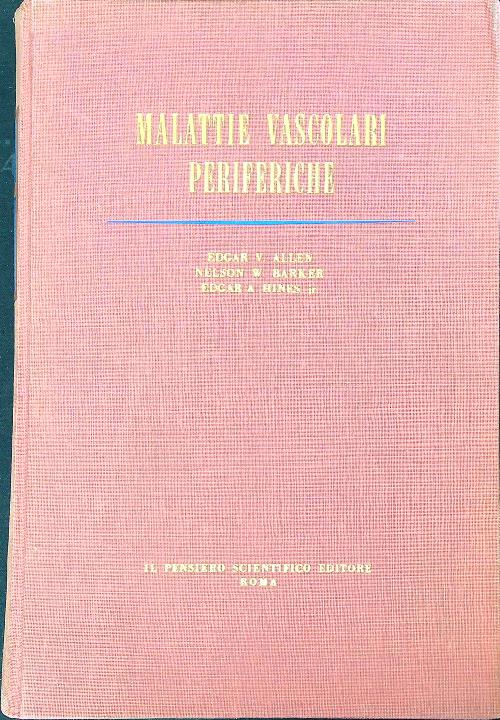 MALATTIE VASCOLARI
PERIFERICHE
EDGAR V. ALLEN
NELSON W. BARKER
EDGAR A. HINES, jr
IL PENSIERO SCIENTIFICO EDITORE
ROMA